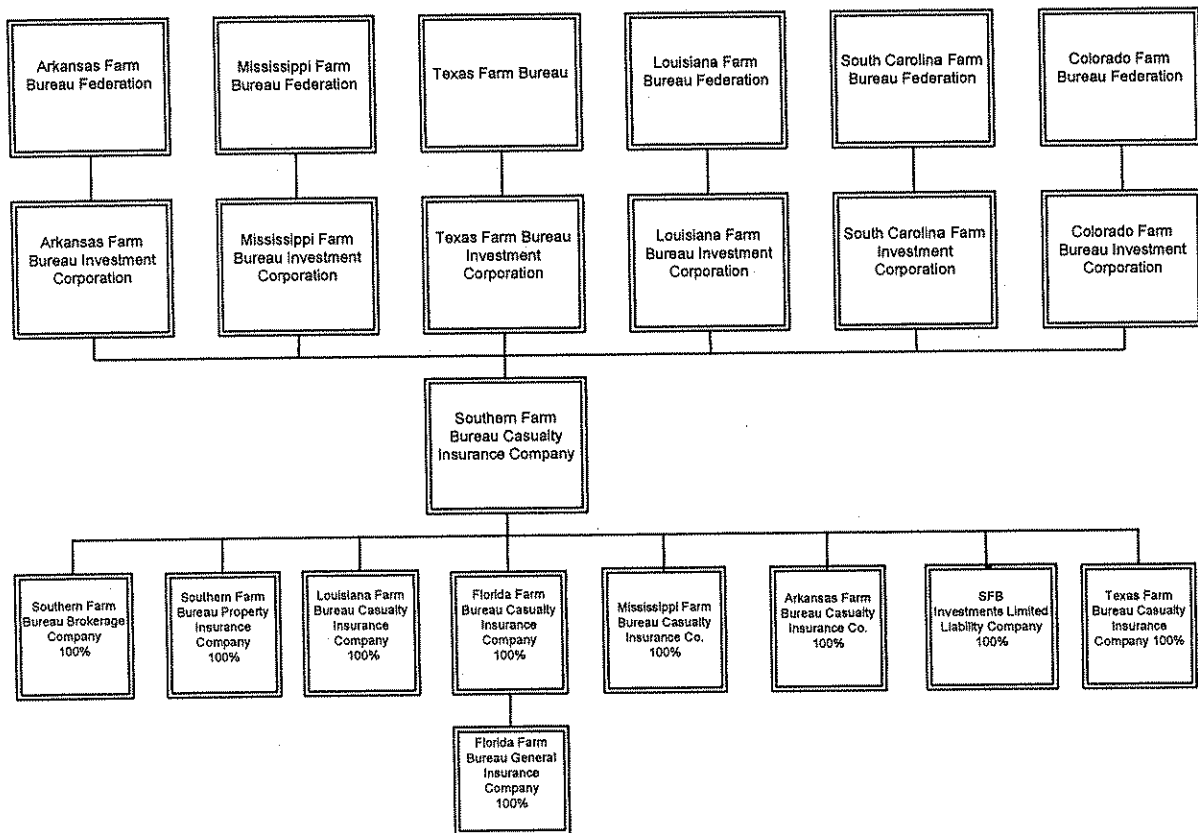 Arkansas Farm
Bureau Federation
Mississippi Farm
Bureau Federation
Texas Farm Bureau
Louisiana Farm
Bureau Federation
South Carolina Farm
Bureau Federation
Colorado Farm
Bureau Federation
Arkansas Farm
Bureau Investment
Corporation
Mississippi Farm
Bureau Investment
Corporation
Texas Farm Bureau
Investment
Corporation
Louisiana Farm
Bureau Investment
Corporation
South Carolina Farm
Investment
Corporation
Colorado Farm
Bureau Investment
Corporation
Southern Farm
Bureau Casualty
Insurance Company
Southern Farm
Bureau Brokerage
Company
100%
Southern Farm
Bureau Property
Insurance
Company
100%
Louisiana Farm
Bureau Casualty
Insurance
Company
100%
Florida Farm
Bureau Casualty
Insurance
Company
100%
Mississippi Farm
Bureau Casualty
Insurance Co.
100%
Arkansas Farm
Bureau Casualty
Insurance Co.
100%
SFB
Investments Limited
Liability Company
100%
Texas Farm
Bureau Casualty
Insurance
Company 100%
Florida Farm
Bureau General
Insurance
Company
100%